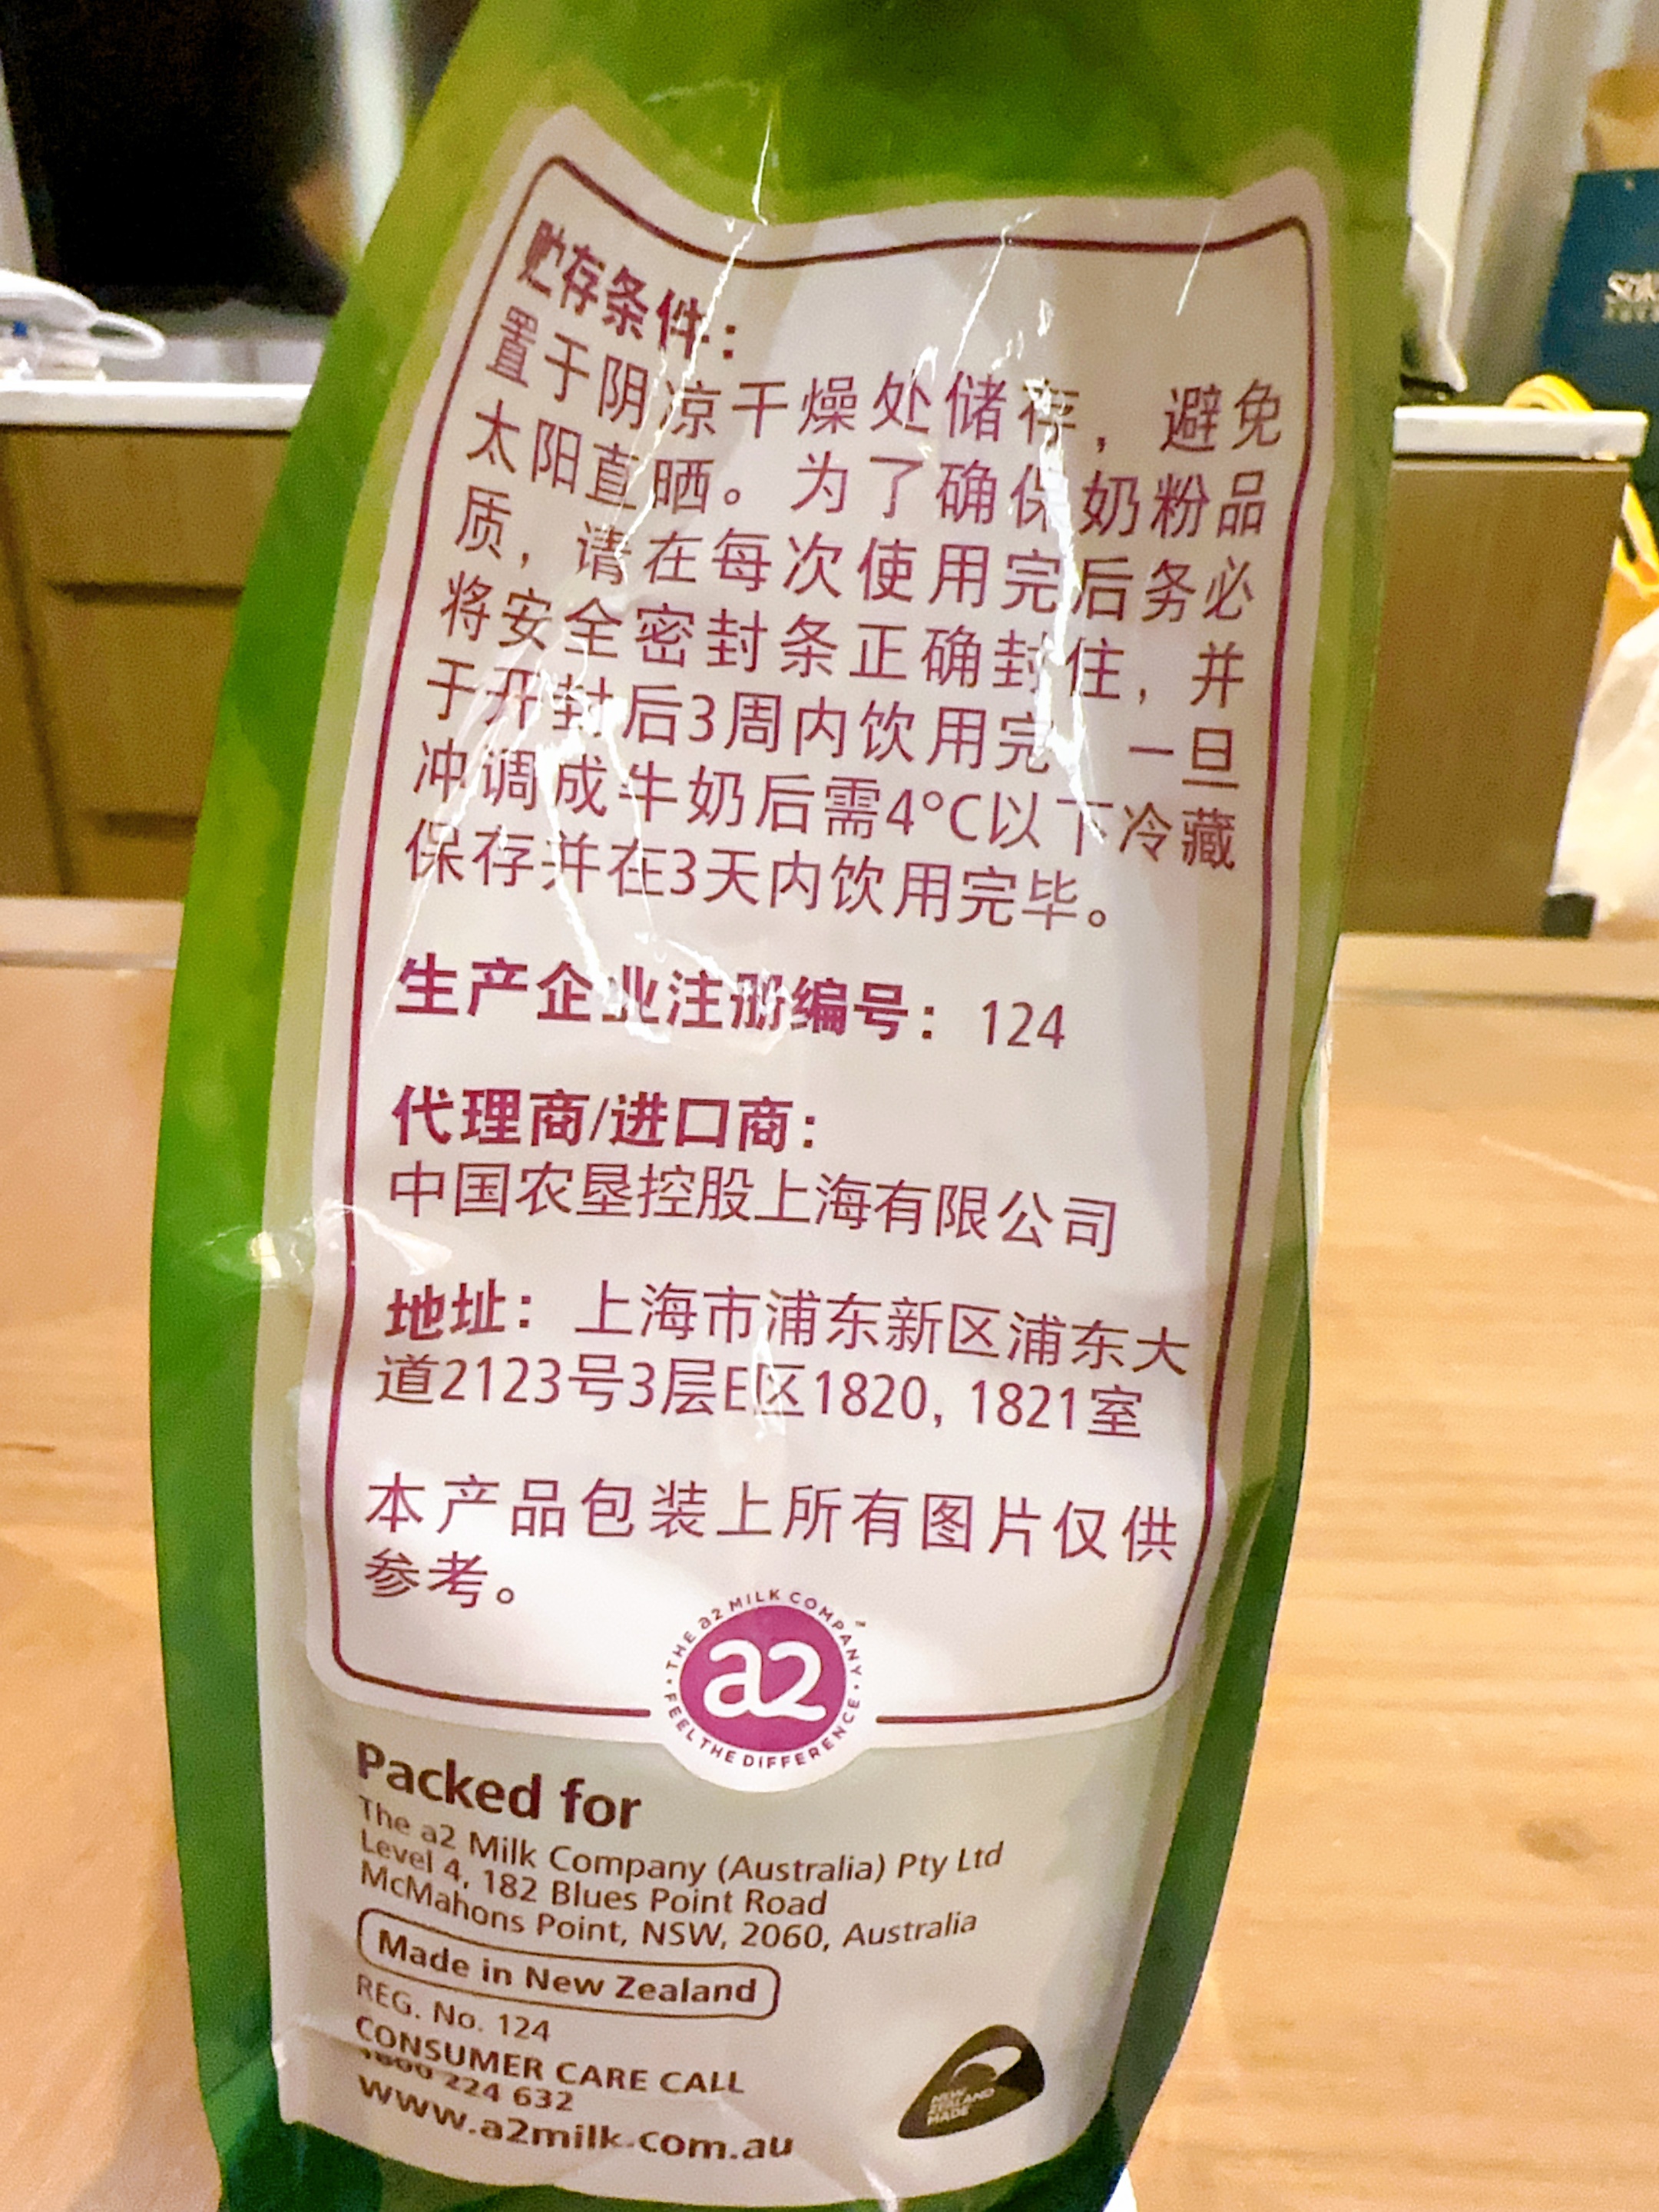 贮存条件：
置于阴凉干燥处储存，避免
太阳直晒。为了确保奶粉品
质，请在每次使用完后务必
将安全密封条正确封住，并
于开封后3周内饮用完 一旦
冲调成牛奶后需4°C以下冷藏
保存并在3天内饮用完毕。
生产企业注册编号：124
代理商/进口商：
中国农垦控股上海有限公司
地址：上海市浦东新区浦东大
道2123号3层E区1820, 1821室
本产品包装上所有图片仅供
参考。
THE a2 MILK COMPANY™
a2
FEEL THE DIFFERENCE
Packed for
The a2 Milk Company (Australia) Pty Ltd
Level 4, 182 Blues Point Road
McMahons Point, NSW, 2060, Australia
Made in New Zealand
REG. No. 124
CONSUMER CARE CALL
1800 224 632
www.a2milk.com.au
NEW
ZEALAND
MADE